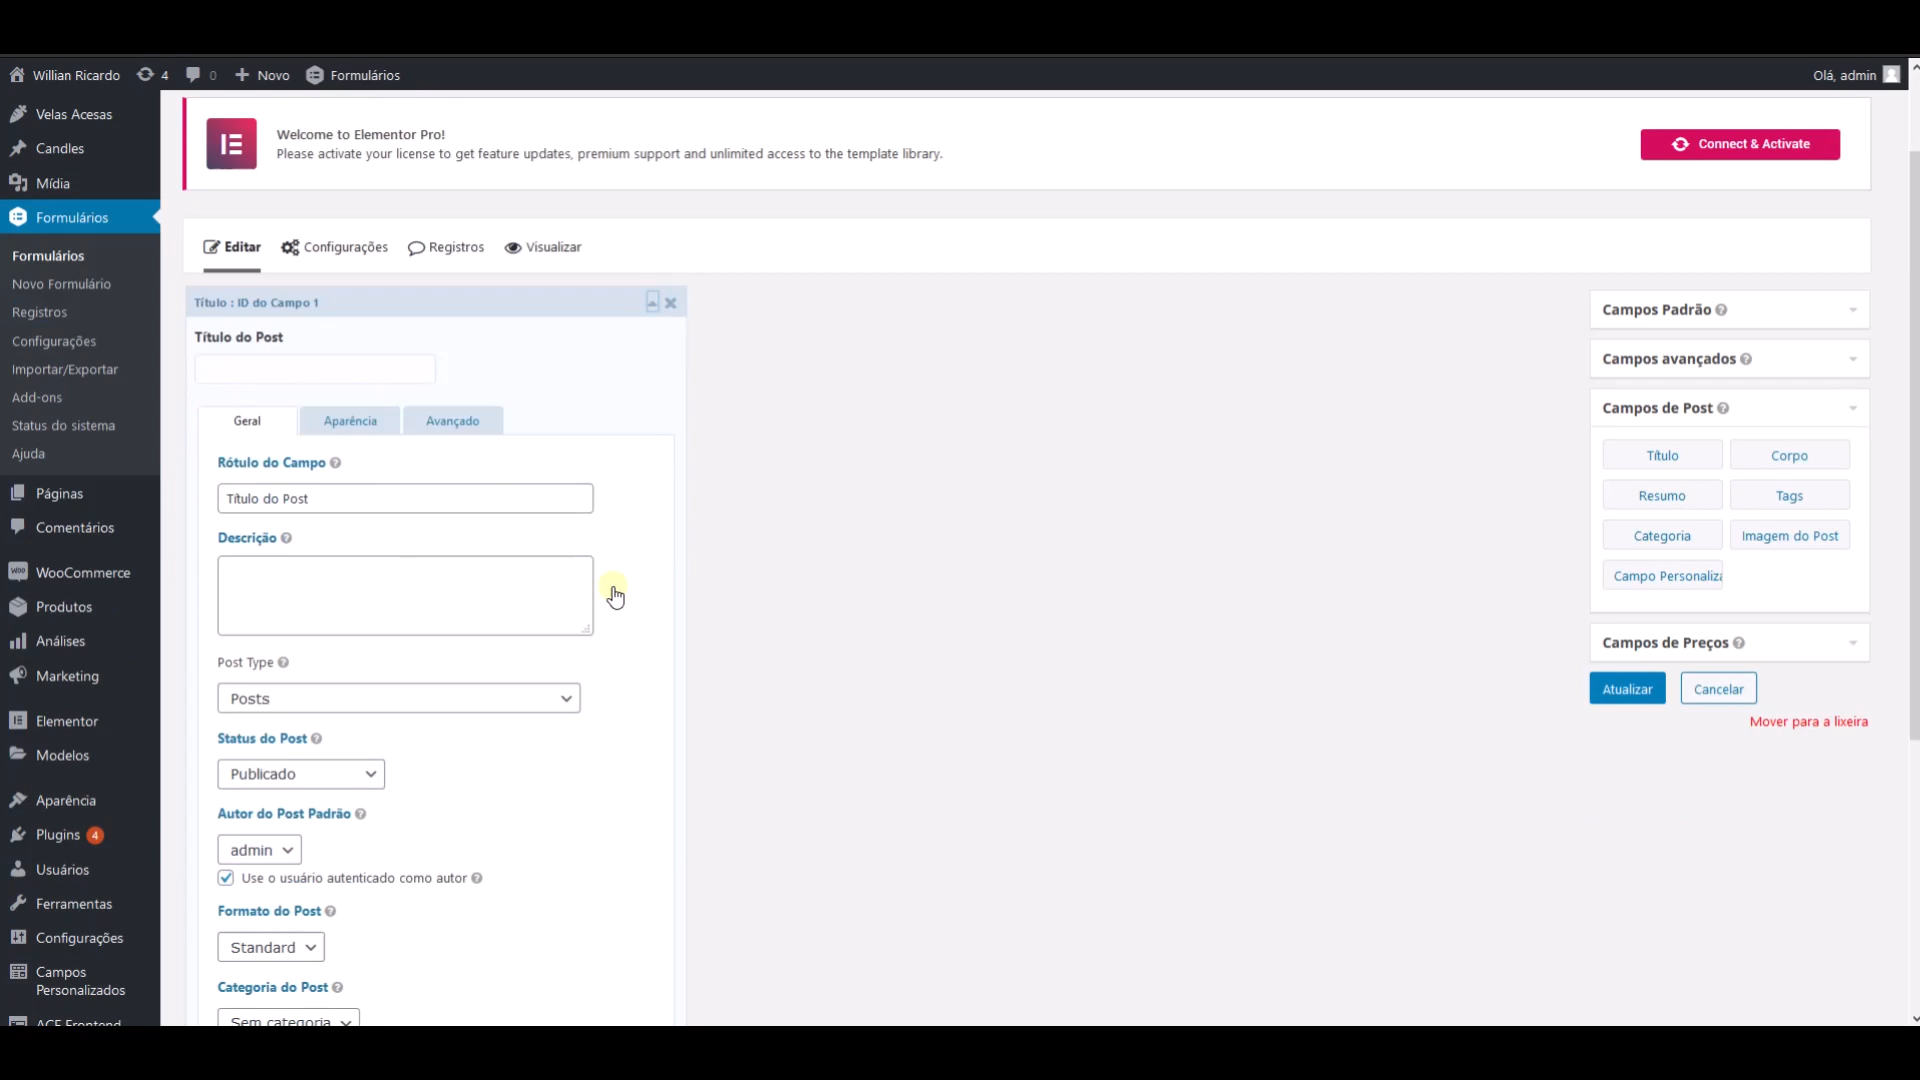 Willian Ricardo
4
0
Novo
Formulários
Olá, admin
Velas Acesas
Candles
Mídia
Formulários
Formulários
Novo Formulário
Registros
Configurações
Importar/Exportar
Add-ons
Status do sistema
Ajuda
Páginas
Comentários
WooCommerce
Produtos
Análises
Marketing
Elementor
Modelos
Aparência
Plugins 4
Usuários
Ferramentas
Configurações
Campos
Personalizados
ACF Frontend
Welcome to Elementor Pro!
Please activate your license to get feature updates, premium support and unlimited access to the template library.
Connect & Activate
Editar
Configurações
Registros
Visualizar
Título : ID do Campo 1
Título do Post
Geral
Aparência
Avançado
Rótulo do Campo
Título do Post
Descrição
Post Type
Posts
Status do Post
Publicado
Autor do Post Padrão
admin
Use o usuário autenticado como autor
Formato do Post
Standard
Categoria do Post
Sem categoria
Campos Padrão
Campos avançados
Campos de Post
Título
Corpo
Resumo
Tags
Categoria
Imagem do Post
Campo Personaliza
Campos de Preços
Atualizar
Cancelar
Mover para a lixeira